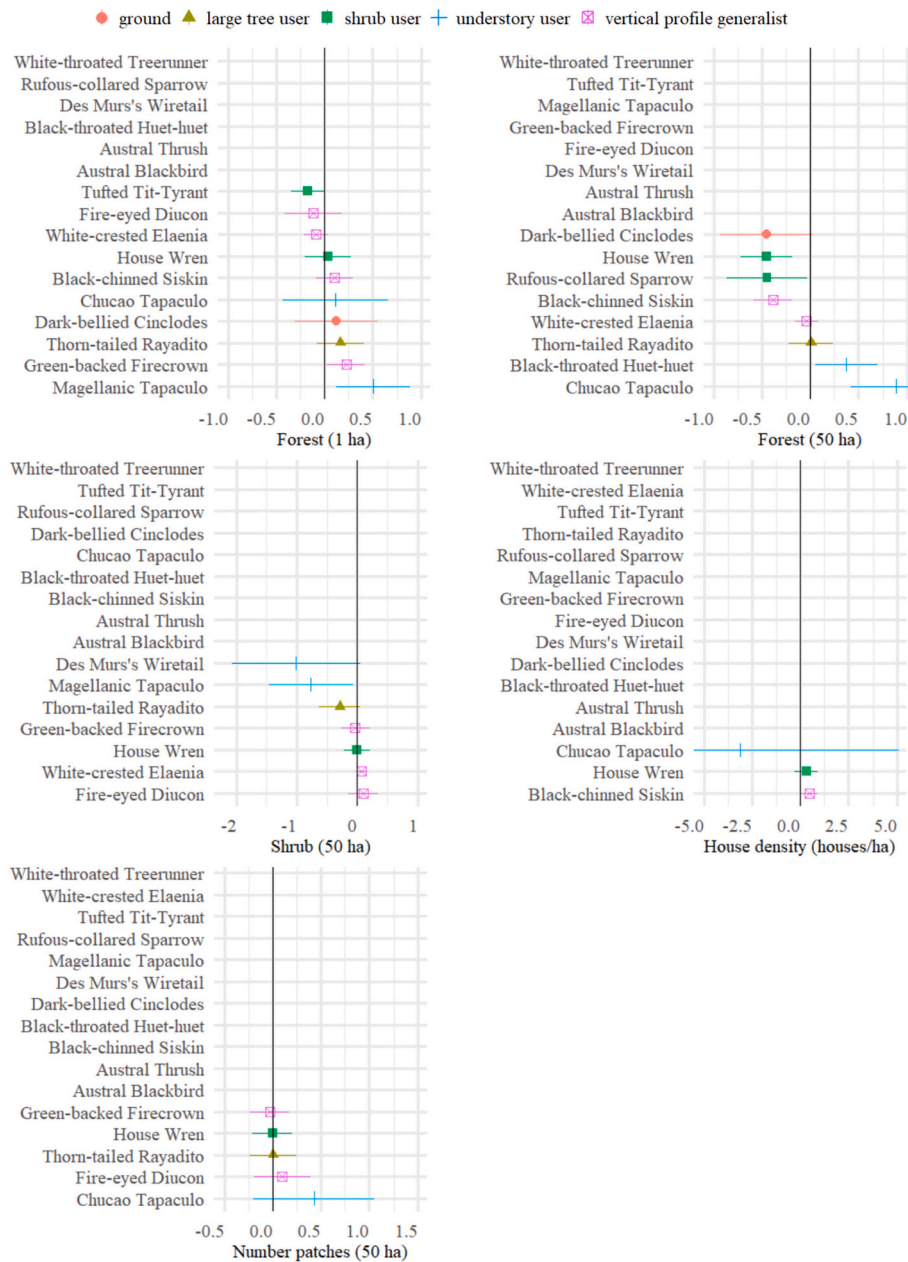 ground large tree user shrub user understory user vertical profile generalist
White-throated Treerunner
Rufous-collared Sparrow
Des Murs's Wiretail
Black-throated Huet-huet
Austral Thrush
Austral Blackbird
Tufted Tit-Tyrant
Fire-eyed Diucon
White-crested Elaenia
House Wren
Black-chinned Siskin
Chucao Tapaculo
Dark-bellied Cinclodes
Thorn-tailed Rayadito
Green-backed Firecrown
Magellanic Tapaculo
-1.0 -0.5 0.0 0.5 1.0
Forest (1 ha)
White-throated Treerunner
Tufted Tit-Tyrant
Magellanic Tapaculo
Green-backed Firecrown
Fire-eyed Diucon
Des Murs's Wiretail
Austral Thrush
Austral Blackbird
Dark-bellied Cinclodes
House Wren
Rufous-collared Sparrow
Black-chinned Siskin
White-crested Elaenia
Thorn-tailed Rayadito
Black-throated Huet-huet
Chucao Tapaculo
-1.0 -0.5 0.0 0.5 1.0
Forest (50 ha)
White-throated Treerunner
Tufted Tit-Tyrant
Rufous-collared Sparrow
Dark-bellied Cinclodes
Chucao Tapaculo
Black-throated Huet-huet
Black-chinned Siskin
Austral Thrush
Austral Blackbird
Des Murs's Wiretail
Magellanic Tapaculo
Thorn-tailed Rayadito
Green-backed Firecrown
House Wren
White-crested Elaenia
Fire-eyed Diucon
-2 -1 0 1
Shrub (50 ha)
White-throated Treerunner
White-crested Elaenia
Tufted Tit-Tyrant
Thorn-tailed Rayadito
Rufous-collared Sparrow
Magellanic Tapaculo
Green-backed Firecrown
Fire-eyed Diucon
Des Murs's Wiretail
Dark-bellied Cinclodes
Black-throated Huet-huet
Austral Thrush
Austral Blackbird
Chucao Tapaculo
House Wren
Black-chinned Siskin
-5.0 -2.5 0.0 2.5 5.0
House density (houses/ha)
White-throated Treerunner
White-crested Elaenia
Tufted Tit-Tyrant
Rufous-collared Sparrow
Magellanic Tapaculo
Des Murs's Wiretail
Dark-bellied Cinclodes
Black-throated Huet-huet
Black-chinned Siskin
Austral Thrush
Austral Blackbird
Green-backed Firecrown
House Wren
Thorn-tailed Rayadito
Fire-eyed Diucon
Chucao Tapaculo
-0.5 0.0 0.5 1.0 1.5
Number patches (50 ha)